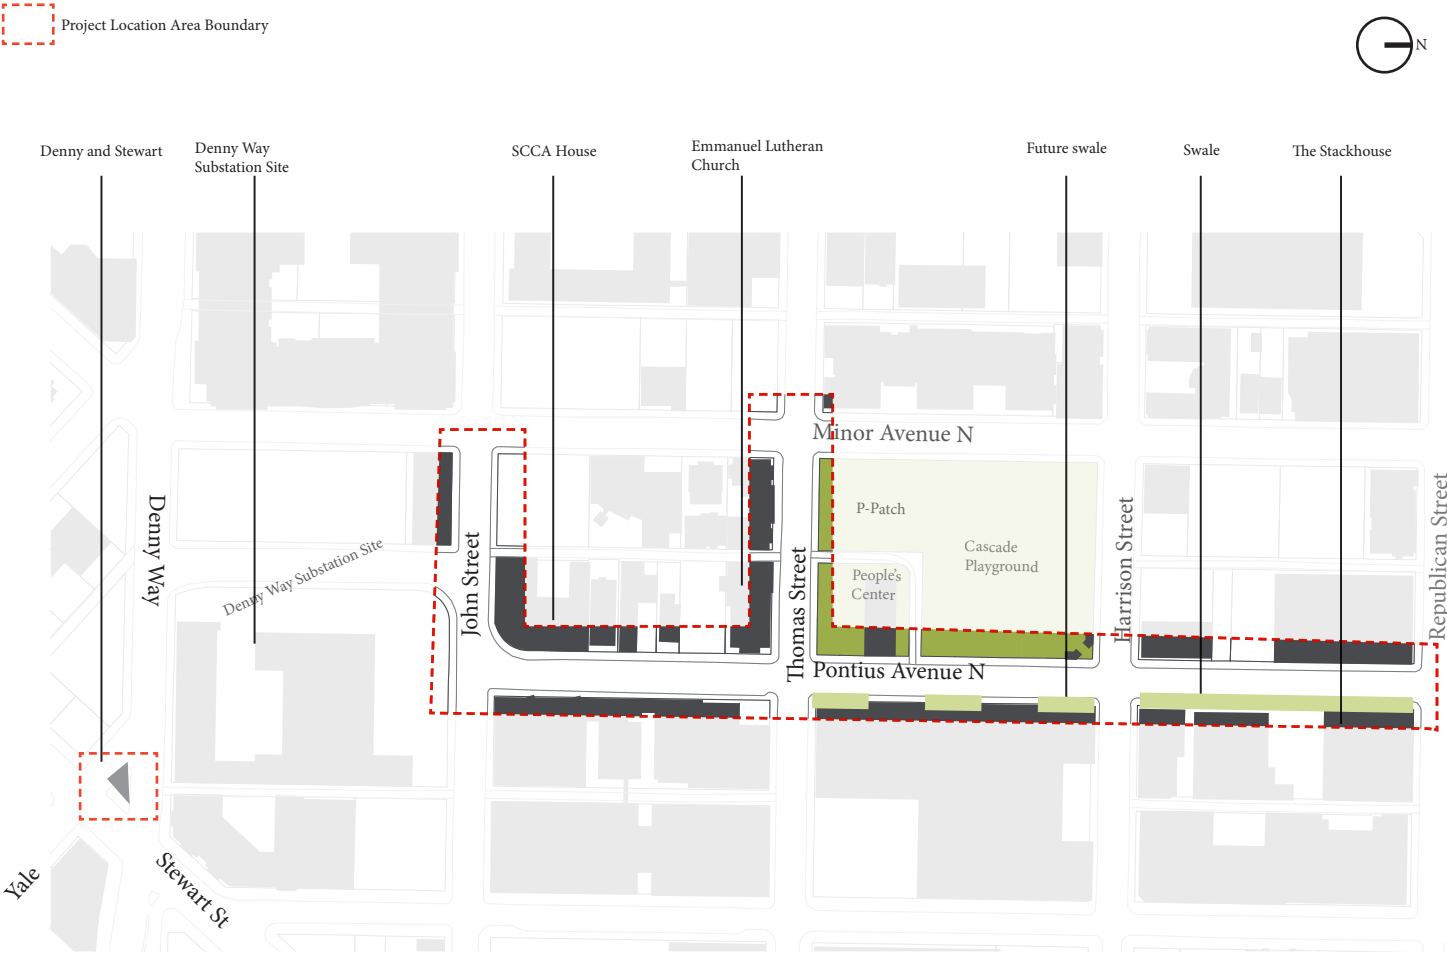 Project Location Area Boundary
N
Denny and Stewart
Denny Way
Substation Site
SCCA House
Emmanuel Lutheran
Church
Future swale
Swale
The Stackhouse
Minor Avenue N
Denny Way
Denny Way Substation Site
John Street
Thomas Street
P-Patch
People's
Center
Cascade
Playground
Harrison Street
Republican Street
Pontius Avenue N
Yale
Stewart St